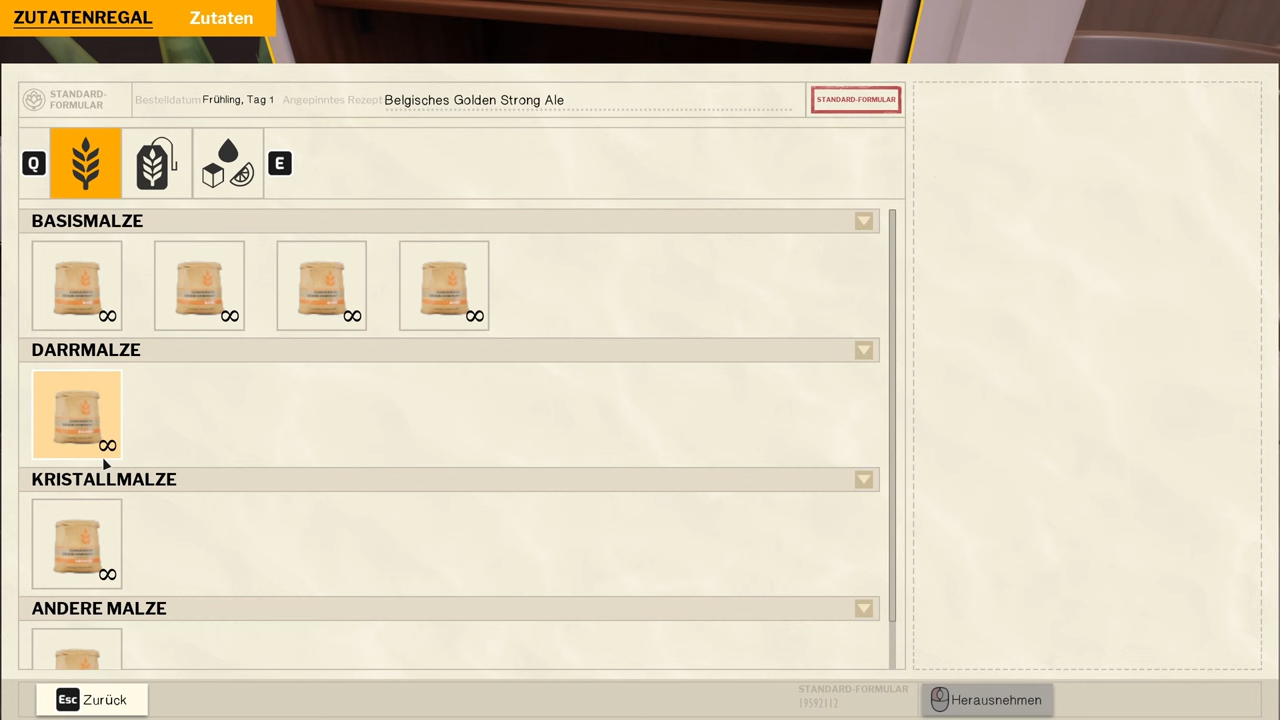 ZUTATENREGAL Zutaten
STANDARD-
FORMULAR
Bestelldatum Frühling, Tag 1 Angepinntes Rezept Belgisches Golden Strong Ale
STANDARD-FORMULAR
Q E
BASISMALZE
∞ ∞ ∞ ∞
DARRMALZE
∞
KRISTALLMALZE
∞
ANDERE MALZE
Esc Zurück
STANDARD-FORMULAR
19592112
Herausnehmen